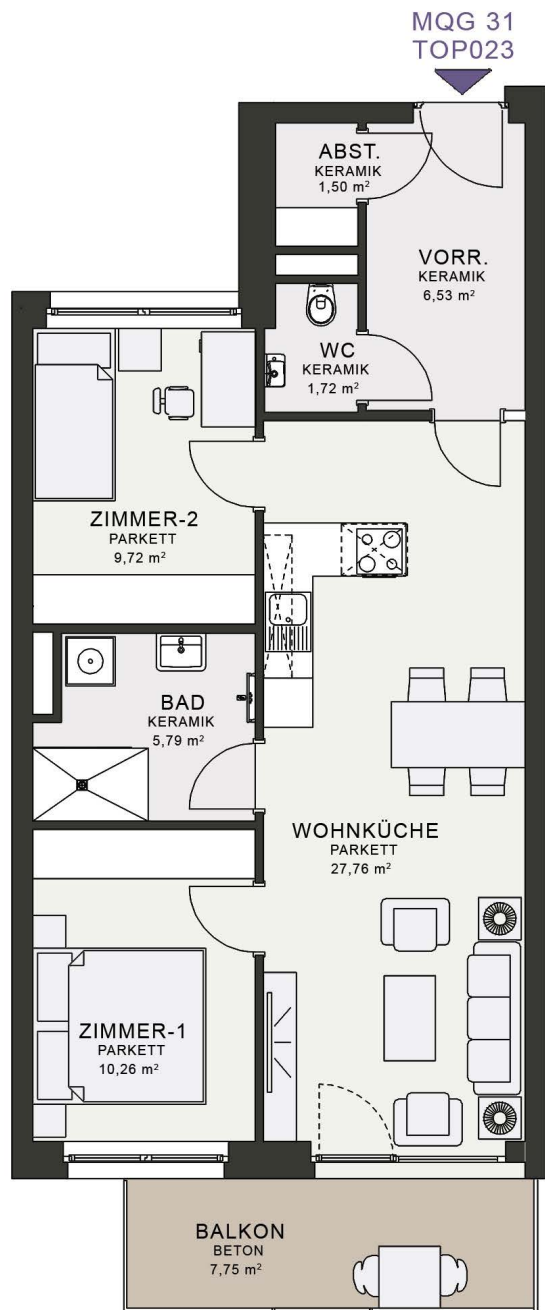 MQG 31
TOP023
ABST.
KERAMIK
1,50 m²
VORR.
KERAMIK
6,53 m²
WC
KERAMIK
1,72 m²
ZIMMER-2
PARKETT
9,72 m²
BAD
KERAMIK
5,79 m²
WOHNKÜCHE
PARKETT
27,76 m²
ZIMMER-1
PARKETT
10,26 m²
BALKON
BETON
7,75 m²